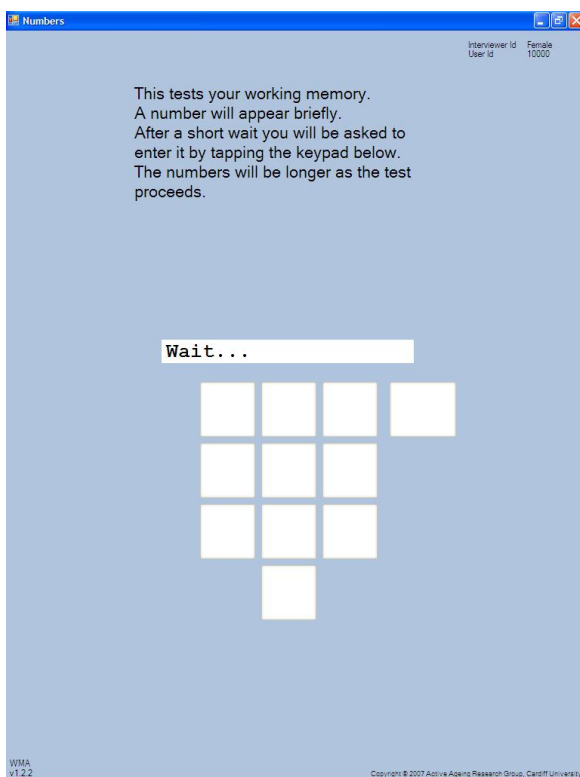 Numbers
Interviewer Id Female
User Id 10000
This tests your working memory.
A number will appear briefly.
After a short wait you will be asked to
enter it by tapping the keypad below.
The numbers will be longer as the test
proceeds.
Wait...
WMA
v1.2.2
Copyright © 2007 Active Ageing Research Group, Cardiff University